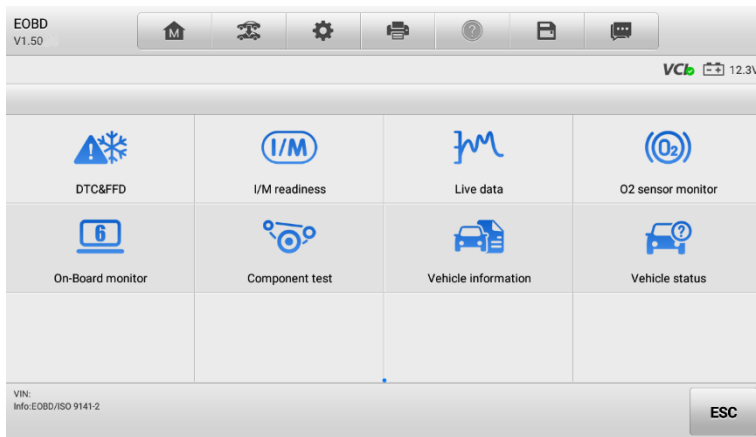 EOBD
V1.50
M
?
VCI
12.3V
I/M
O2
DTC&FFD
I/M readiness
Live data
O2 sensor monitor
6
?
On-Board monitor
Component test
Vehicle information
Vehicle status
VIN:
Info:EOBD/ISO 9141-2
ESC